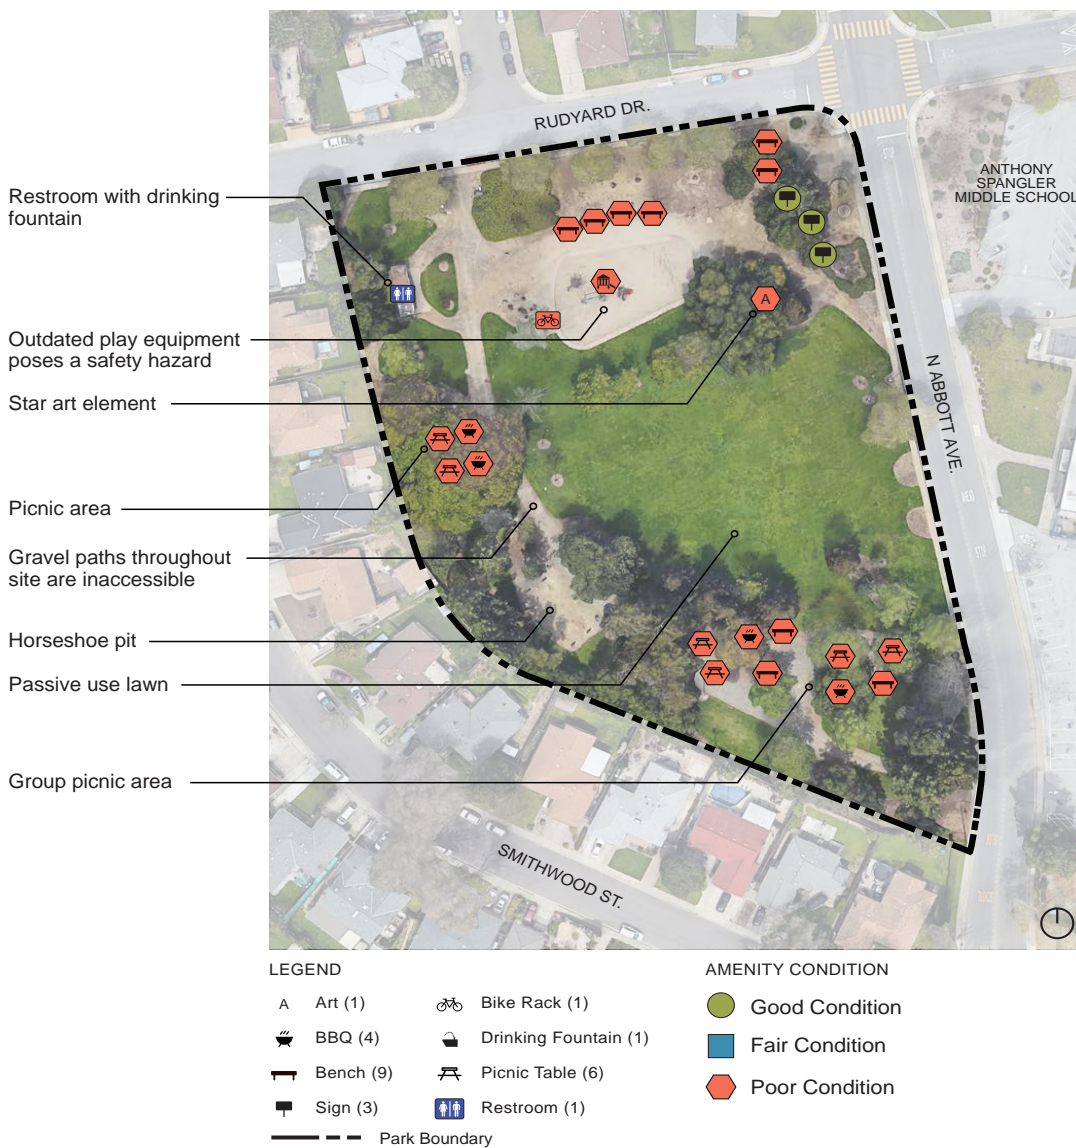 RUDYARD DR.
ANTHONY
SPANGLER
MIDDLE SCHOOL
N ABBOTT AVE.
SMITHWOOD ST.
A
Restroom with drinking
fountain
Outdated play equipment
poses a safety hazard
Star art element
Picnic area
Gravel paths throughout
site are inaccessible
Horseshoe pit
Passive use lawn
Group picnic area
LEGEND
A Art (1)
BBQ (4)
Bench (9)
Sign (3)
Bike Rack (1)
Drinking Fountain (1)
Picnic Table (6)
Restroom (1)
Park Boundary
AMENITY CONDITION
Good Condition
Fair Condition
Poor Condition